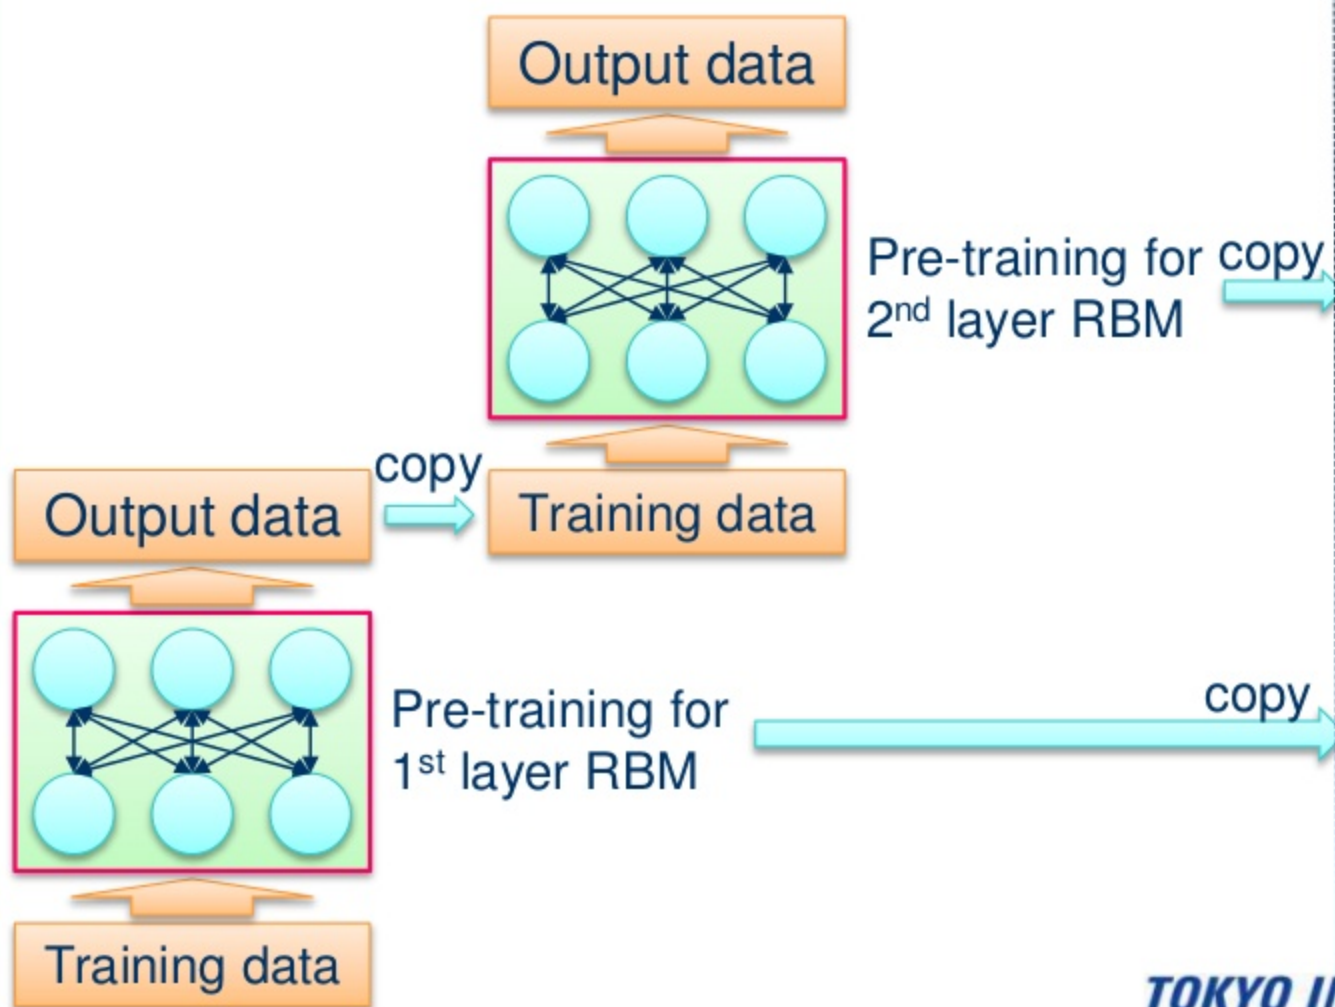 Output data
Pre-training for
2nd layer RBM
copy
copy
Output data
Training data
Pre-training for
1st layer RBM
copy
Training data
TOKYO